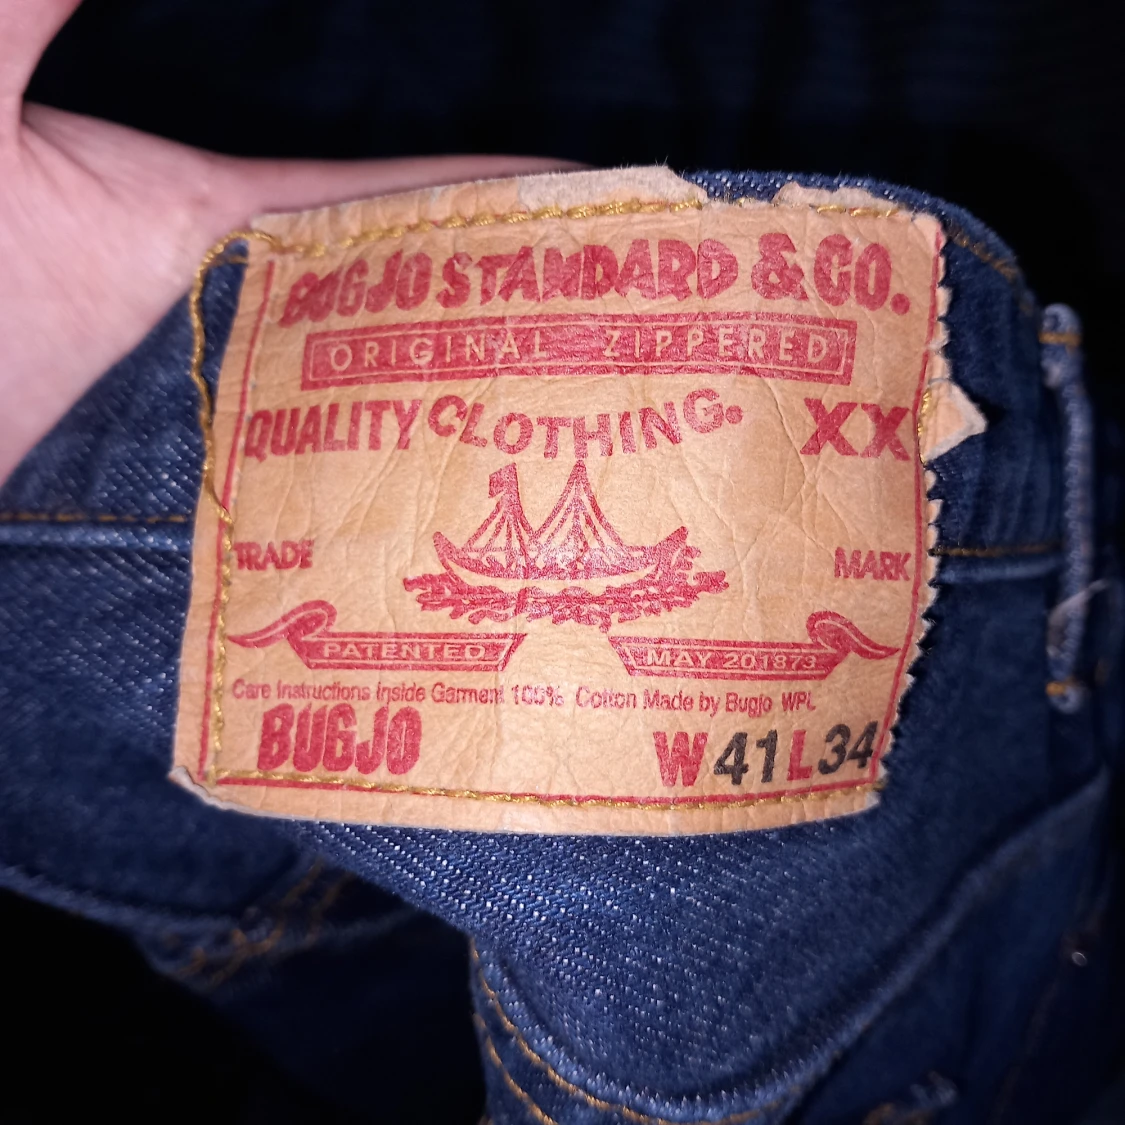 BUGJO STANDARD & CO.
ORIGINAL ZIPPERED
QUALITY CLOTHING. XX
TRADE MARK
PATENTED MAY 201873
Care Instructions Inside Garment 100% Cotton Made by Bugjo WPL
BUGJO W41L34